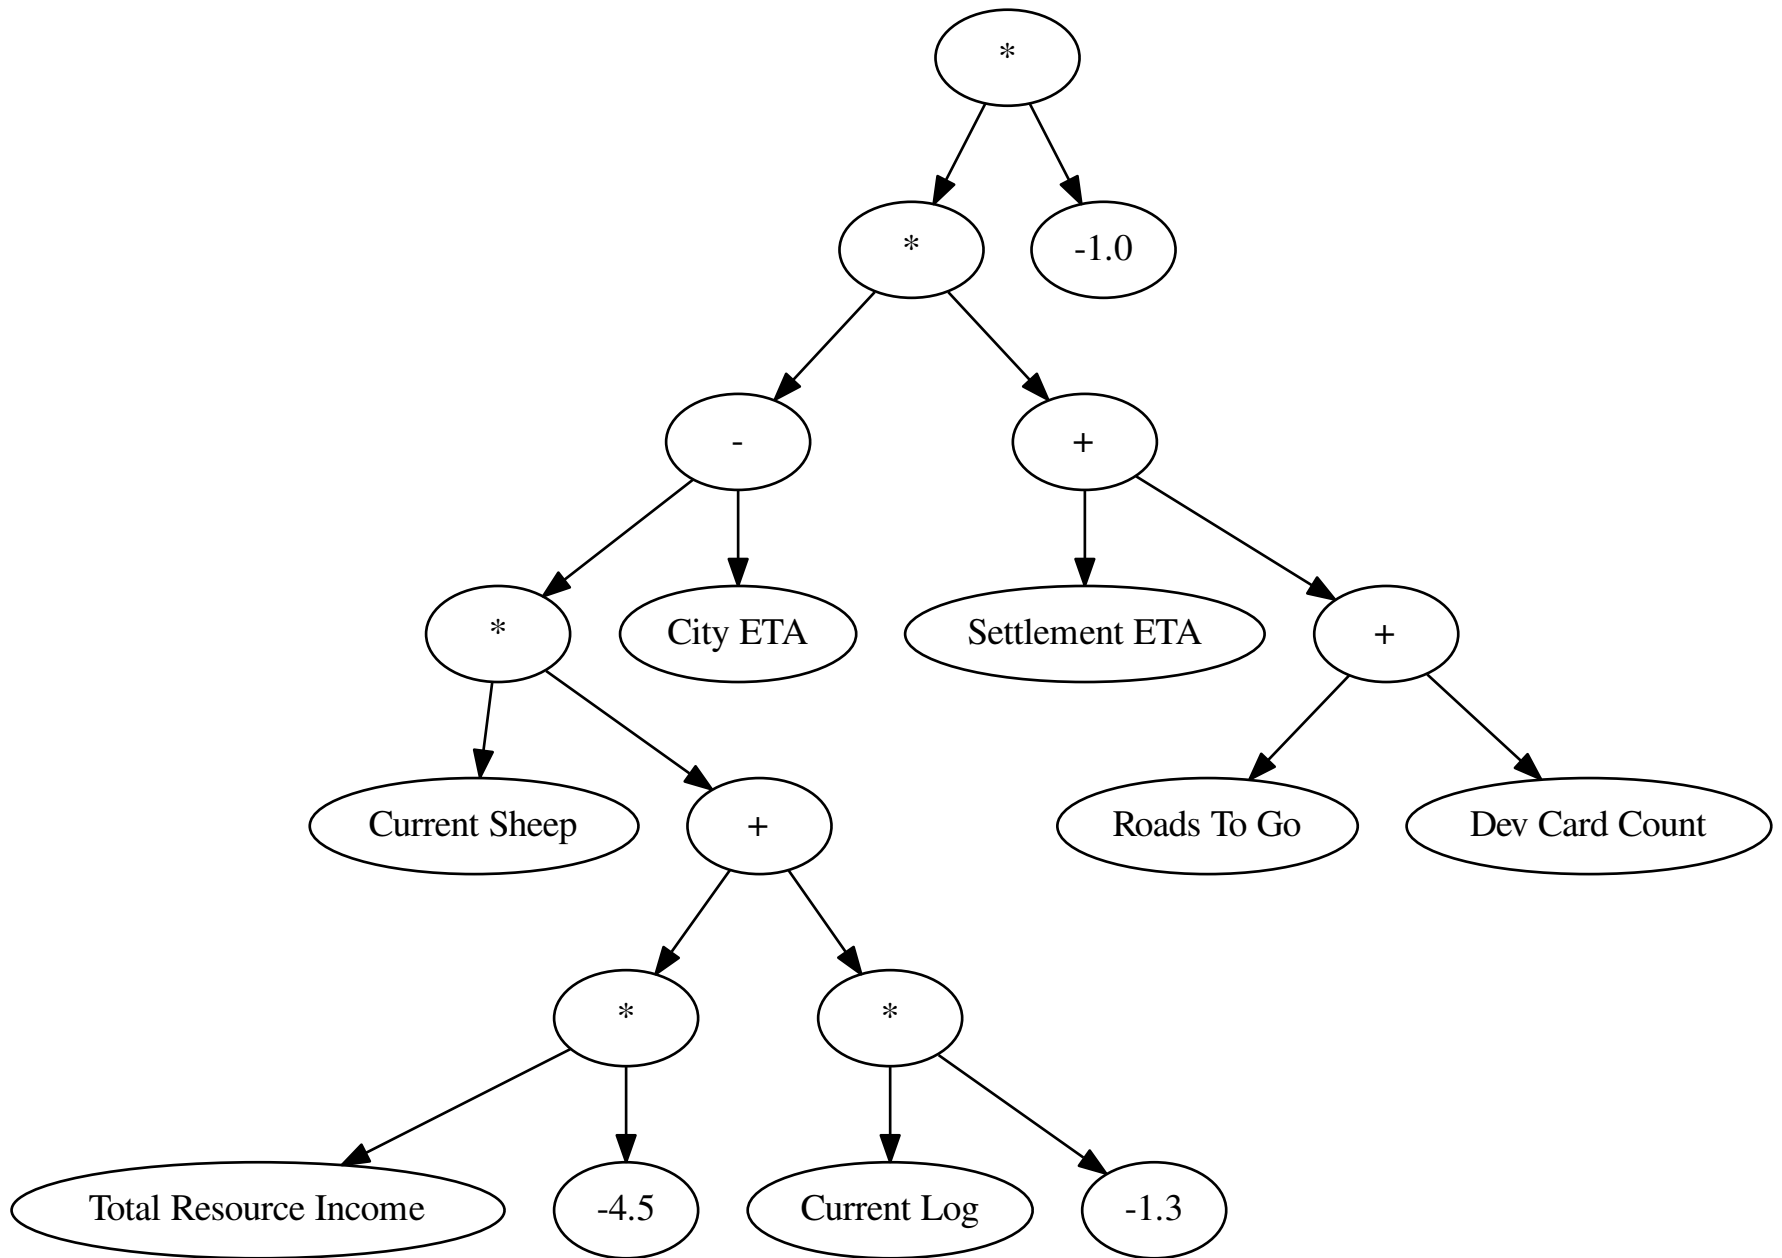 *
*
-1.0
-
+
*
City ETA
Settlement ETA
+
Current Sheep
+
Roads To Go
Dev Card Count
*
*
Total Resource Income
-4.5
Current Log
-1.3